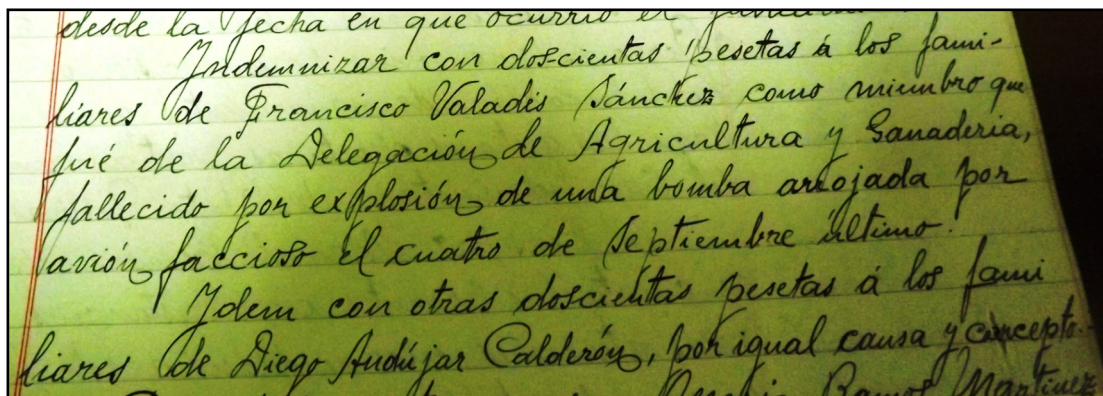 desde la fecha en que ocurrió el
Indemnizar con doscientas pesetas á los fami-
liares de Francisco Valadés Sánchez como miembro que
fué de la Delegación de Agricultura y Ganaderia,
fallecido por explosión de una bomba arrojada por
avión faccioso el cuatro de Septiembre último.
Idem con otras doscientas pesetas á los fami
liares de Diego Andújar Calderón, por igual causa y concepto.-
Ramos Martinez